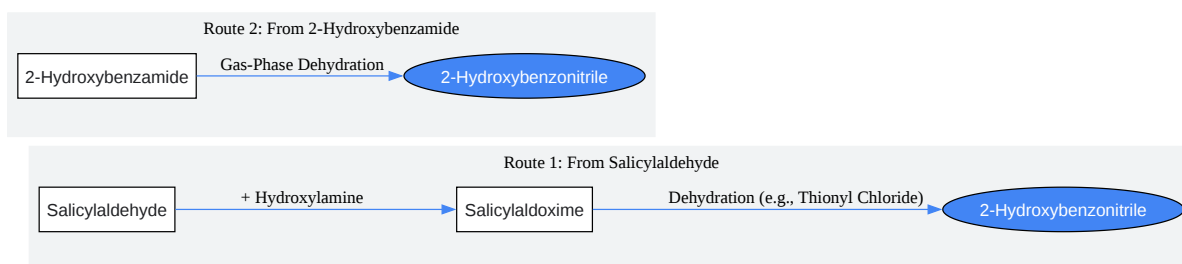 Route 2: From 2-Hydroxybenzamide
2-Hydroxybenzamide
Gas-Phase Dehydration
2-Hydroxybenzonitrile
Route 1: From Salicylaldehyde
Salicylaldehyde
+ Hydroxylamine
Salicylaldoxime
Dehydration (e.g., Thionyl Chloride)
2-Hydroxybenzonitrile